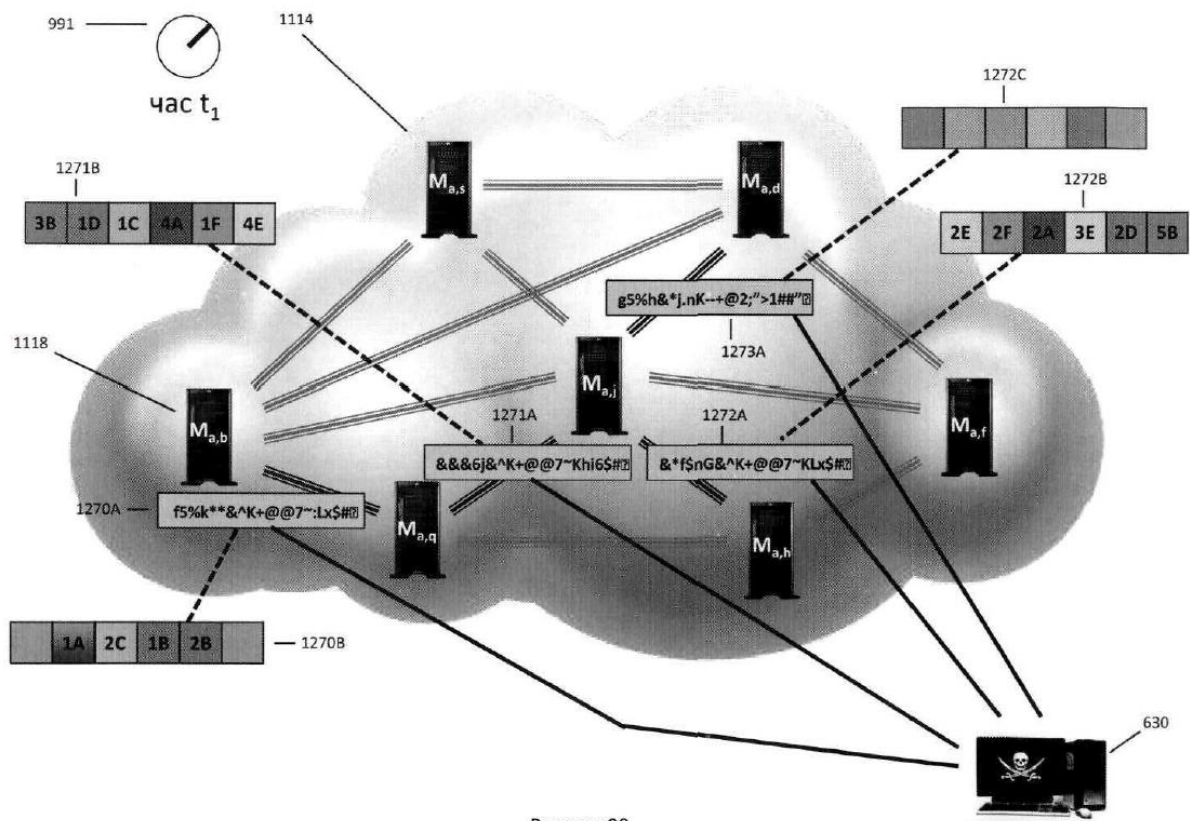 991
час t1
1114
1272C
1271B
3B 1D 1C 4A 1F 4E
1272B
2E 2F 2A 3E 2D 5B
Ma,s
Ma,d
g5%h&*j.nK--+@2;”>1##”⍰
1273A
1118
Ma,j
Ma,b
Ma,f
1271A
1272A
&&&6j&^K+@@7~Khi6$#⍰
&*f$nG&^K+@@7~KLx$#⍰
1270A
f5%k**&^K+@@7~:Lx$#⍰
Ma,q
Ma,h
1A 2C 1B 2B
1270B
630